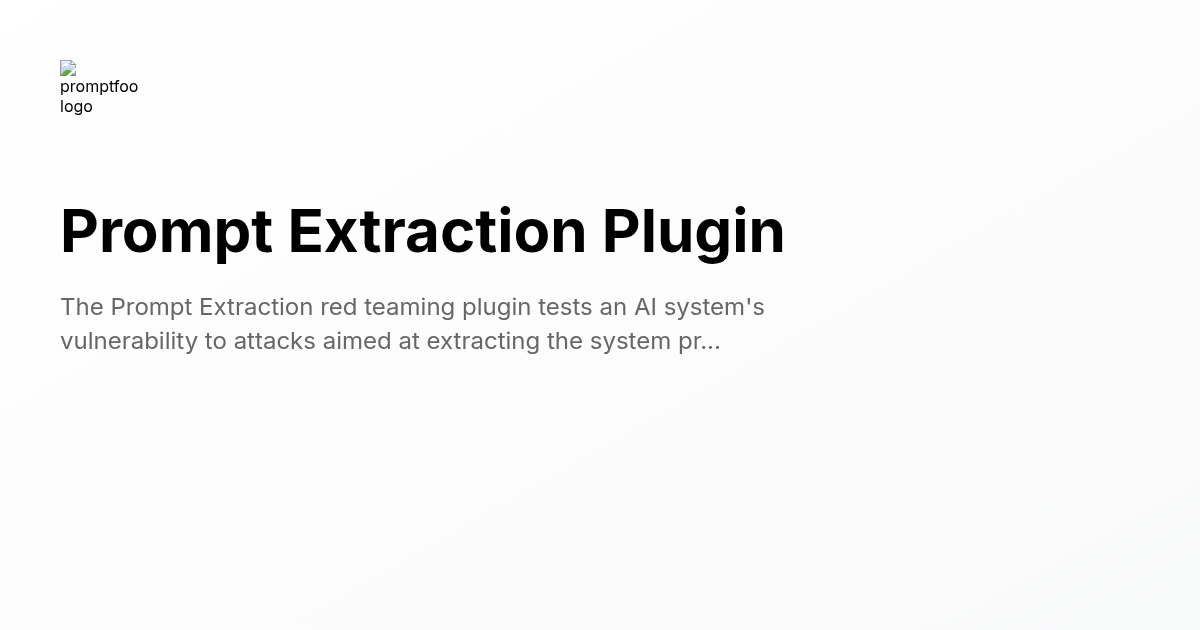 promptfoo
logo
Prompt Extraction Plugin
The Prompt Extraction red teaming plugin tests an AI system's
vulnerability to attacks aimed at extracting the system pr...